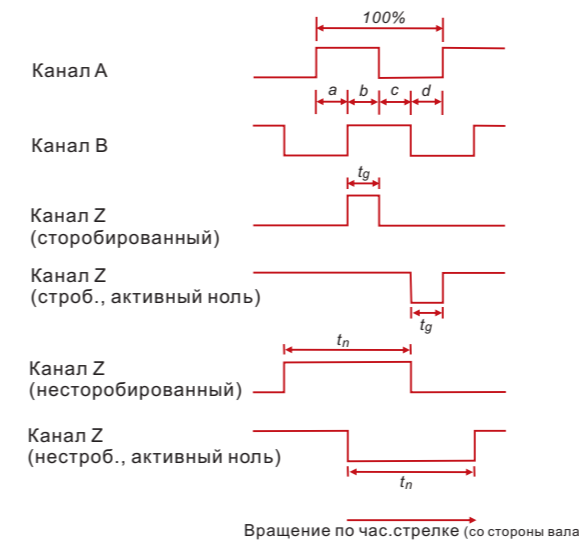 100%
Канал A
a b c d
Канал B
tg
Канал Z
(сторобированный)
Канал Z
(строб., активный ноль)
tg
tn
Канал Z
(несторобированный)
Канал Z
(нестроб., активный ноль)
tn
Вращение по час.стрелке (со стороны вала